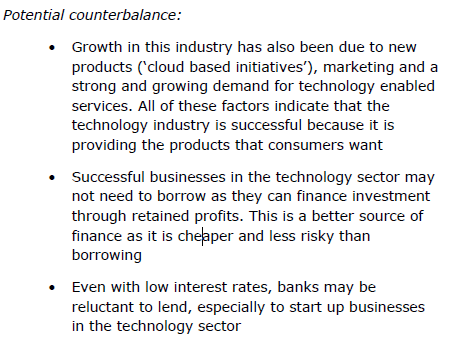 Potential counterbalance:
• Growth in this industry has also been due to new
products (‘cloud based initiatives’), marketing and a
strong and growing demand for technology enabled
services. All of these factors indicate that the
technology industry is successful because it is
providing the products that consumers want
• Successful businesses in the technology sector may
not need to borrow as they can finance investment
through retained profits. This is a better source of
finance as it is cheaper and less risky than
borrowing
• Even with low interest rates, banks may be
reluctant to lend, especially to start up businesses
in the technology sector